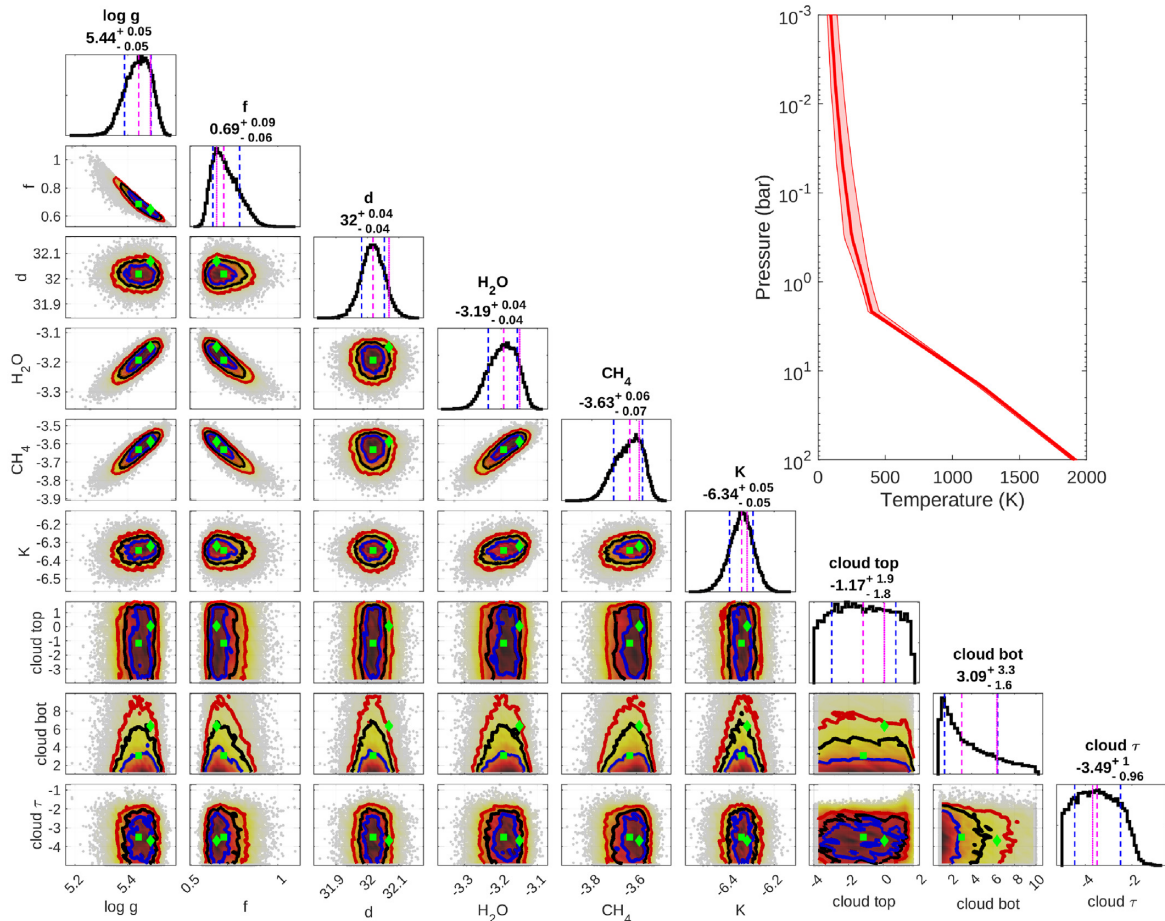 log g
5.44 + 0.05 - 0.05
f
0.69 + 0.09 - 0.06
d
32 + 0.04 - 0.04
H2O
-3.19 + 0.04 - 0.04
CH4
-3.63 + 0.06 - 0.07
K
-6.34 + 0.05 - 0.05
cloud top
-1.17 + 1.9 - 1.8
cloud bot
3.09 + 3.3 - 1.6
cloud τ
-3.49 + 1 - 0.96
10-3
10-2
10-1
100
101
102
Pressure (bar)
0 500 1000 1500 2000
Temperature (K)
f
1
0.8
0.6
d
32.1
32
31.9
H2O
-3.1
-3.2
-3.3
CH4
-3.5
-3.6
-3.7
-3.8
-3.9
K
-6.2
-6.3
-6.4
-6.5
cloud top
1
0
-1
-2
-3
cloud bot
8
6
4
2
cloud τ
-1
-2
-3
-4
5.2 5.4 0.5 1 31.9 32 32.1 -3.3 -3.2 -3.1 -3.8 -3.6 -6.4 -6.2 -4 -2 0 2 2 4 6 8 10 -4 -2
log g f d H2O CH4 K cloud top cloud bot cloud τ